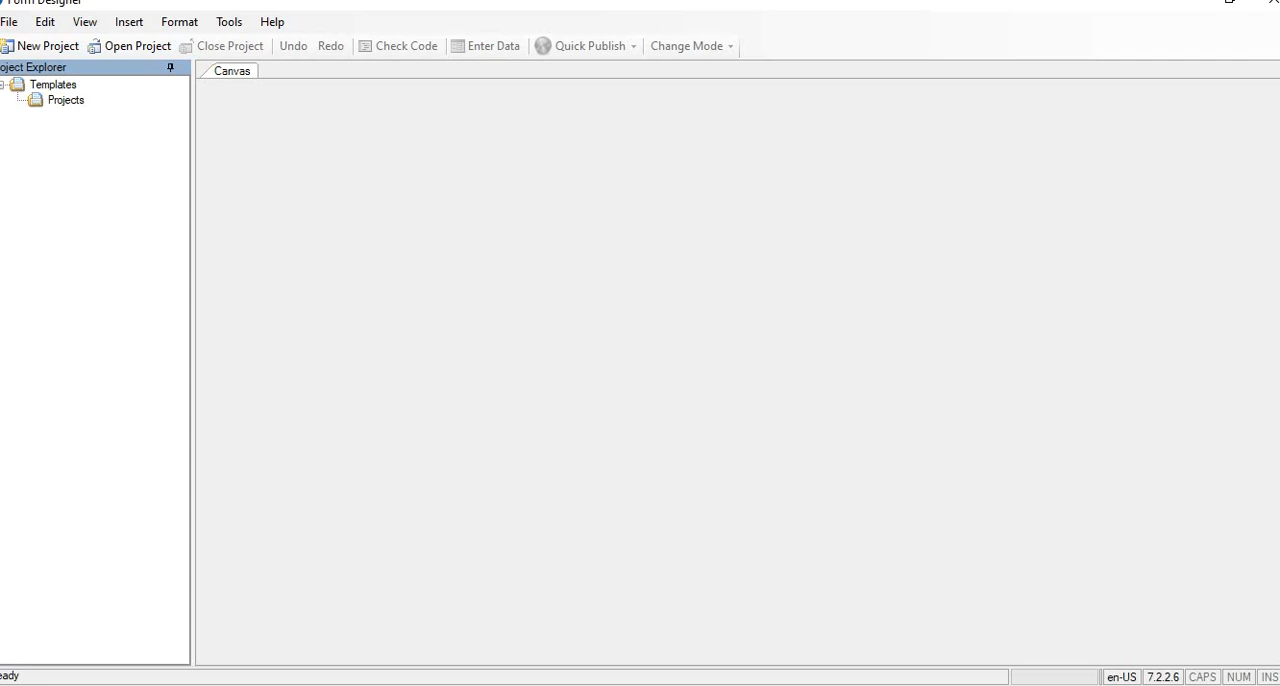 Form Designer
File Edit View Insert Format Tools Help
New Project Open Project Close Project Undo Redo Check Code Enter Data Quick Publish Change Mode
oject Explorer
Canvas
Templates
Projects
eady en-US 7.2.2.6 CAPS NUM INS